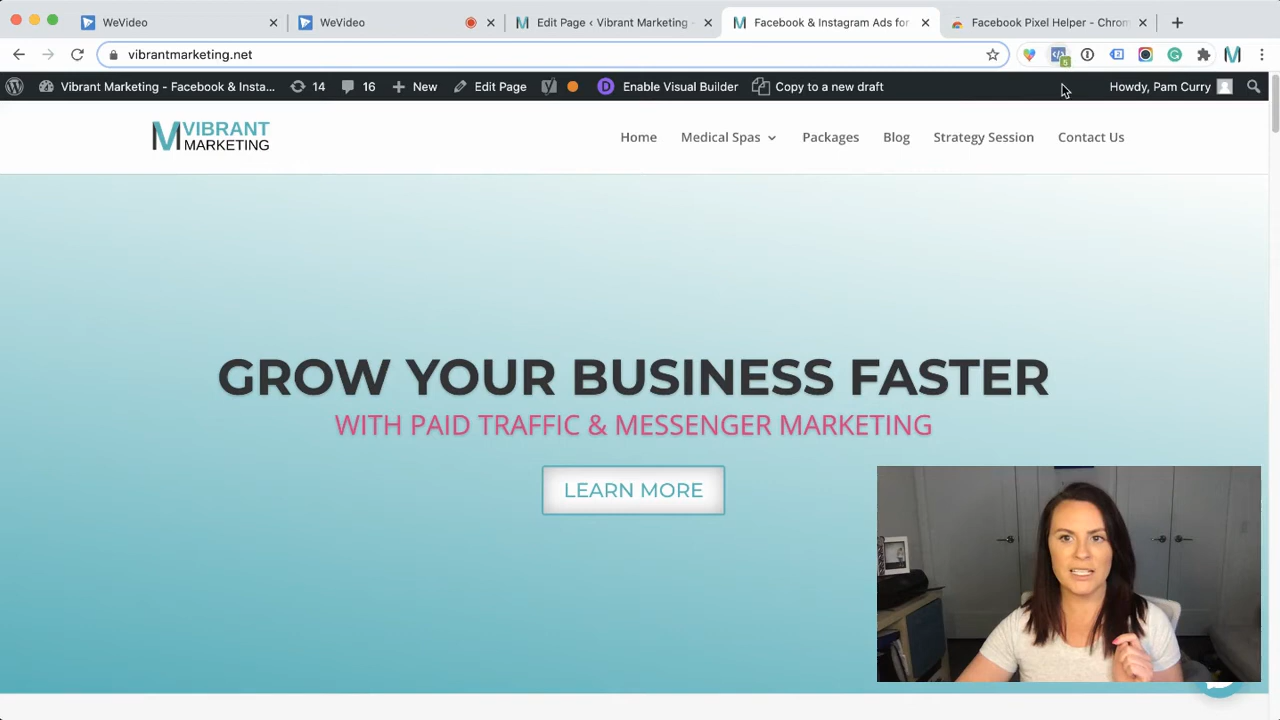 WeVideo
WeVideo
Edit Page ‹ Vibrant Marketing -
Facebook & Instagram Ads for
Facebook Pixel Helper - Chrom
vibrantmarketing.net
5
Vibrant Marketing - Facebook & Insta...
14
16
New
Edit Page
Enable Visual Builder
Copy to a new draft
Howdy, Pam Curry
VIBRANT
MARKETING
Home
Medical Spas
Packages
Blog
Strategy Session
Contact Us
GROW YOUR BUSINESS FASTER
WITH PAID TRAFFIC & MESSENGER MARKETING
LEARN MORE